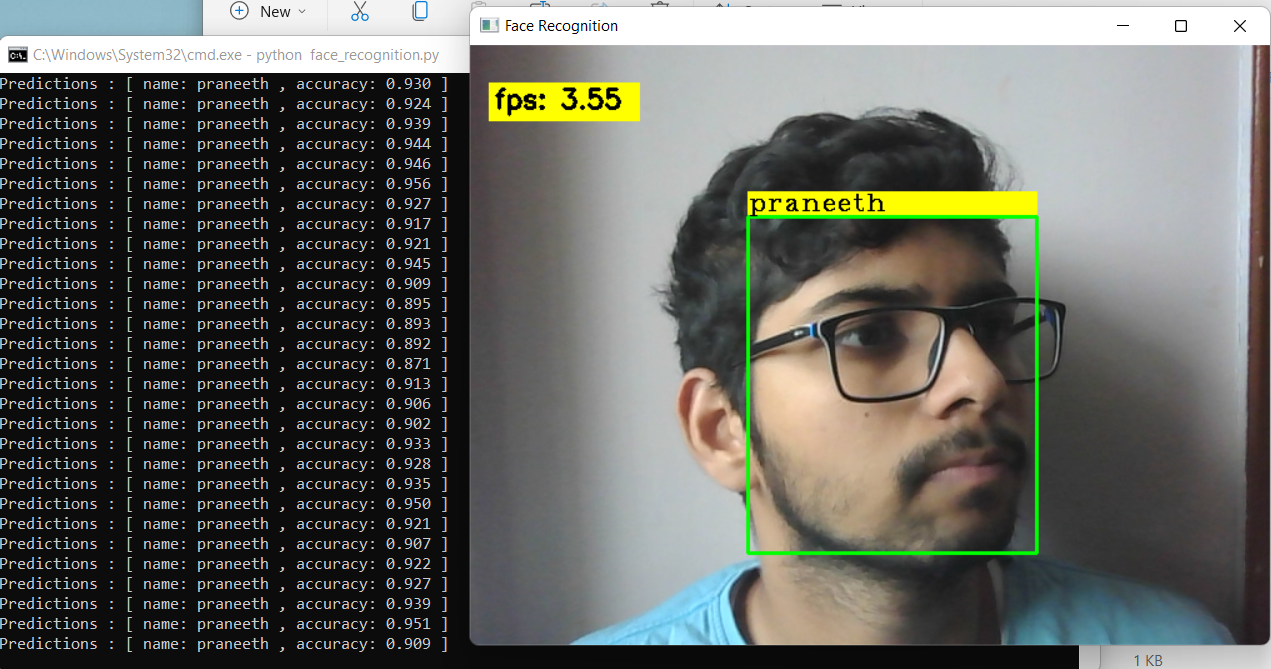 New
C:\Windows\System32\cmd.exe - python  face_recognition.py
Predictions : [ name: praneeth , accuracy: 0.930 ]
Predictions : [ name: praneeth , accuracy: 0.924 ]
Predictions : [ name: praneeth , accuracy: 0.939 ]
Predictions : [ name: praneeth , accuracy: 0.944 ]
Predictions : [ name: praneeth , accuracy: 0.946 ]
Predictions : [ name: praneeth , accuracy: 0.956 ]
Predictions : [ name: praneeth , accuracy: 0.927 ]
Predictions : [ name: praneeth , accuracy: 0.917 ]
Predictions : [ name: praneeth , accuracy: 0.921 ]
Predictions : [ name: praneeth , accuracy: 0.945 ]
Predictions : [ name: praneeth , accuracy: 0.909 ]
Predictions : [ name: praneeth , accuracy: 0.895 ]
Predictions : [ name: praneeth , accuracy: 0.893 ]
Predictions : [ name: praneeth , accuracy: 0.892 ]
Predictions : [ name: praneeth , accuracy: 0.871 ]
Predictions : [ name: praneeth , accuracy: 0.913 ]
Predictions : [ name: praneeth , accuracy: 0.906 ]
Predictions : [ name: praneeth , accuracy: 0.902 ]
Predictions : [ name: praneeth , accuracy: 0.933 ]
Predictions : [ name: praneeth , accuracy: 0.928 ]
Predictions : [ name: praneeth , accuracy: 0.935 ]
Predictions : [ name: praneeth , accuracy: 0.950 ]
Predictions : [ name: praneeth , accuracy: 0.921 ]
Predictions : [ name: praneeth , accuracy: 0.907 ]
Predictions : [ name: praneeth , accuracy: 0.922 ]
Predictions : [ name: praneeth , accuracy: 0.927 ]
Predictions : [ name: praneeth , accuracy: 0.939 ]
Predictions : [ name: praneeth , accuracy: 0.951 ]
Predictions : [ name: praneeth , accuracy: 0.909 ]
Face Recognition
fps: 3.55
praneeth
1 KB